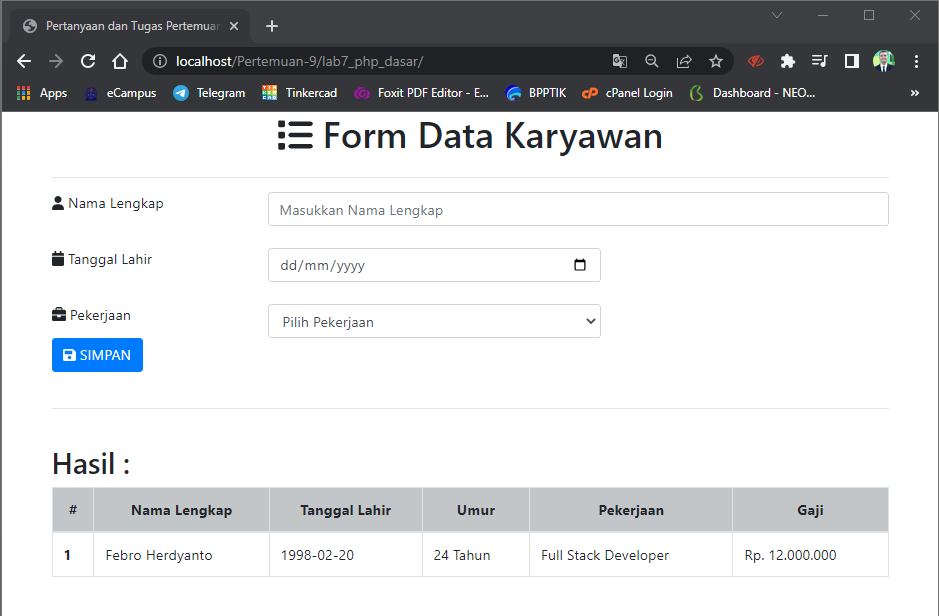 Pertanyaan dan Tugas Pertemuan
localhost/Pertemuan-9/lab7_php_dasar/
Apps eCampus Telegram Tinkercad Foxit PDF Editor - E... BPPTIK cPanel Login Dashboard - NEO... »
Form Data Karyawan
Nama Lengkap Masukkan Nama Lengkap
Tanggal Lahir dd/mm/yyyy
Pekerjaan Pilih Pekerjaan
SIMPAN
Hasil :
# Nama Lengkap Tanggal Lahir Umur Pekerjaan Gaji
1 Febro Herdyanto 1998-02-20 24 Tahun Full Stack Developer Rp. 12.000.000